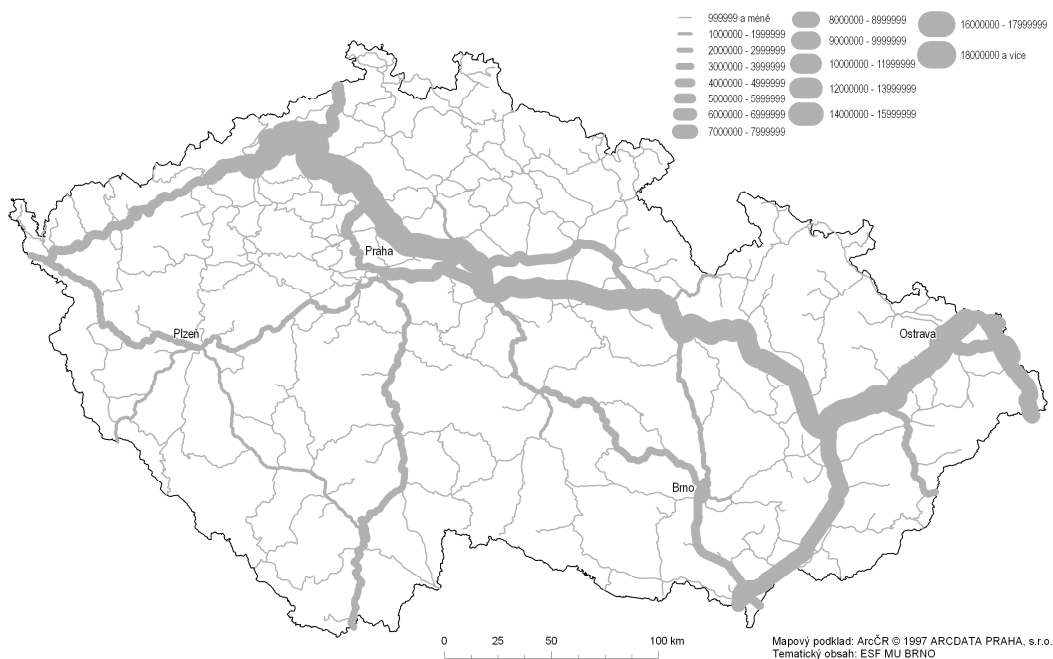 999999 a méně
1000000 - 1999999
2000000 - 2999999
3000000 - 3999999
4000000 - 4999999
5000000 - 5999999
6000000 - 6999999
7000000 - 7999999
8000000 - 8999999
9000000 - 9999999
10000000 - 11999999
12000000 - 13999999
14000000 - 15999999
16000000 - 17999999
18000000 a více
Praha
Plzeň
Ostrava
Brno
0 25 50 100 km
Mapový podklad: ArcČR © 1997 ARCDATA PRAHA, s.r.o.
Tematický obsah: ESF MU BRNO